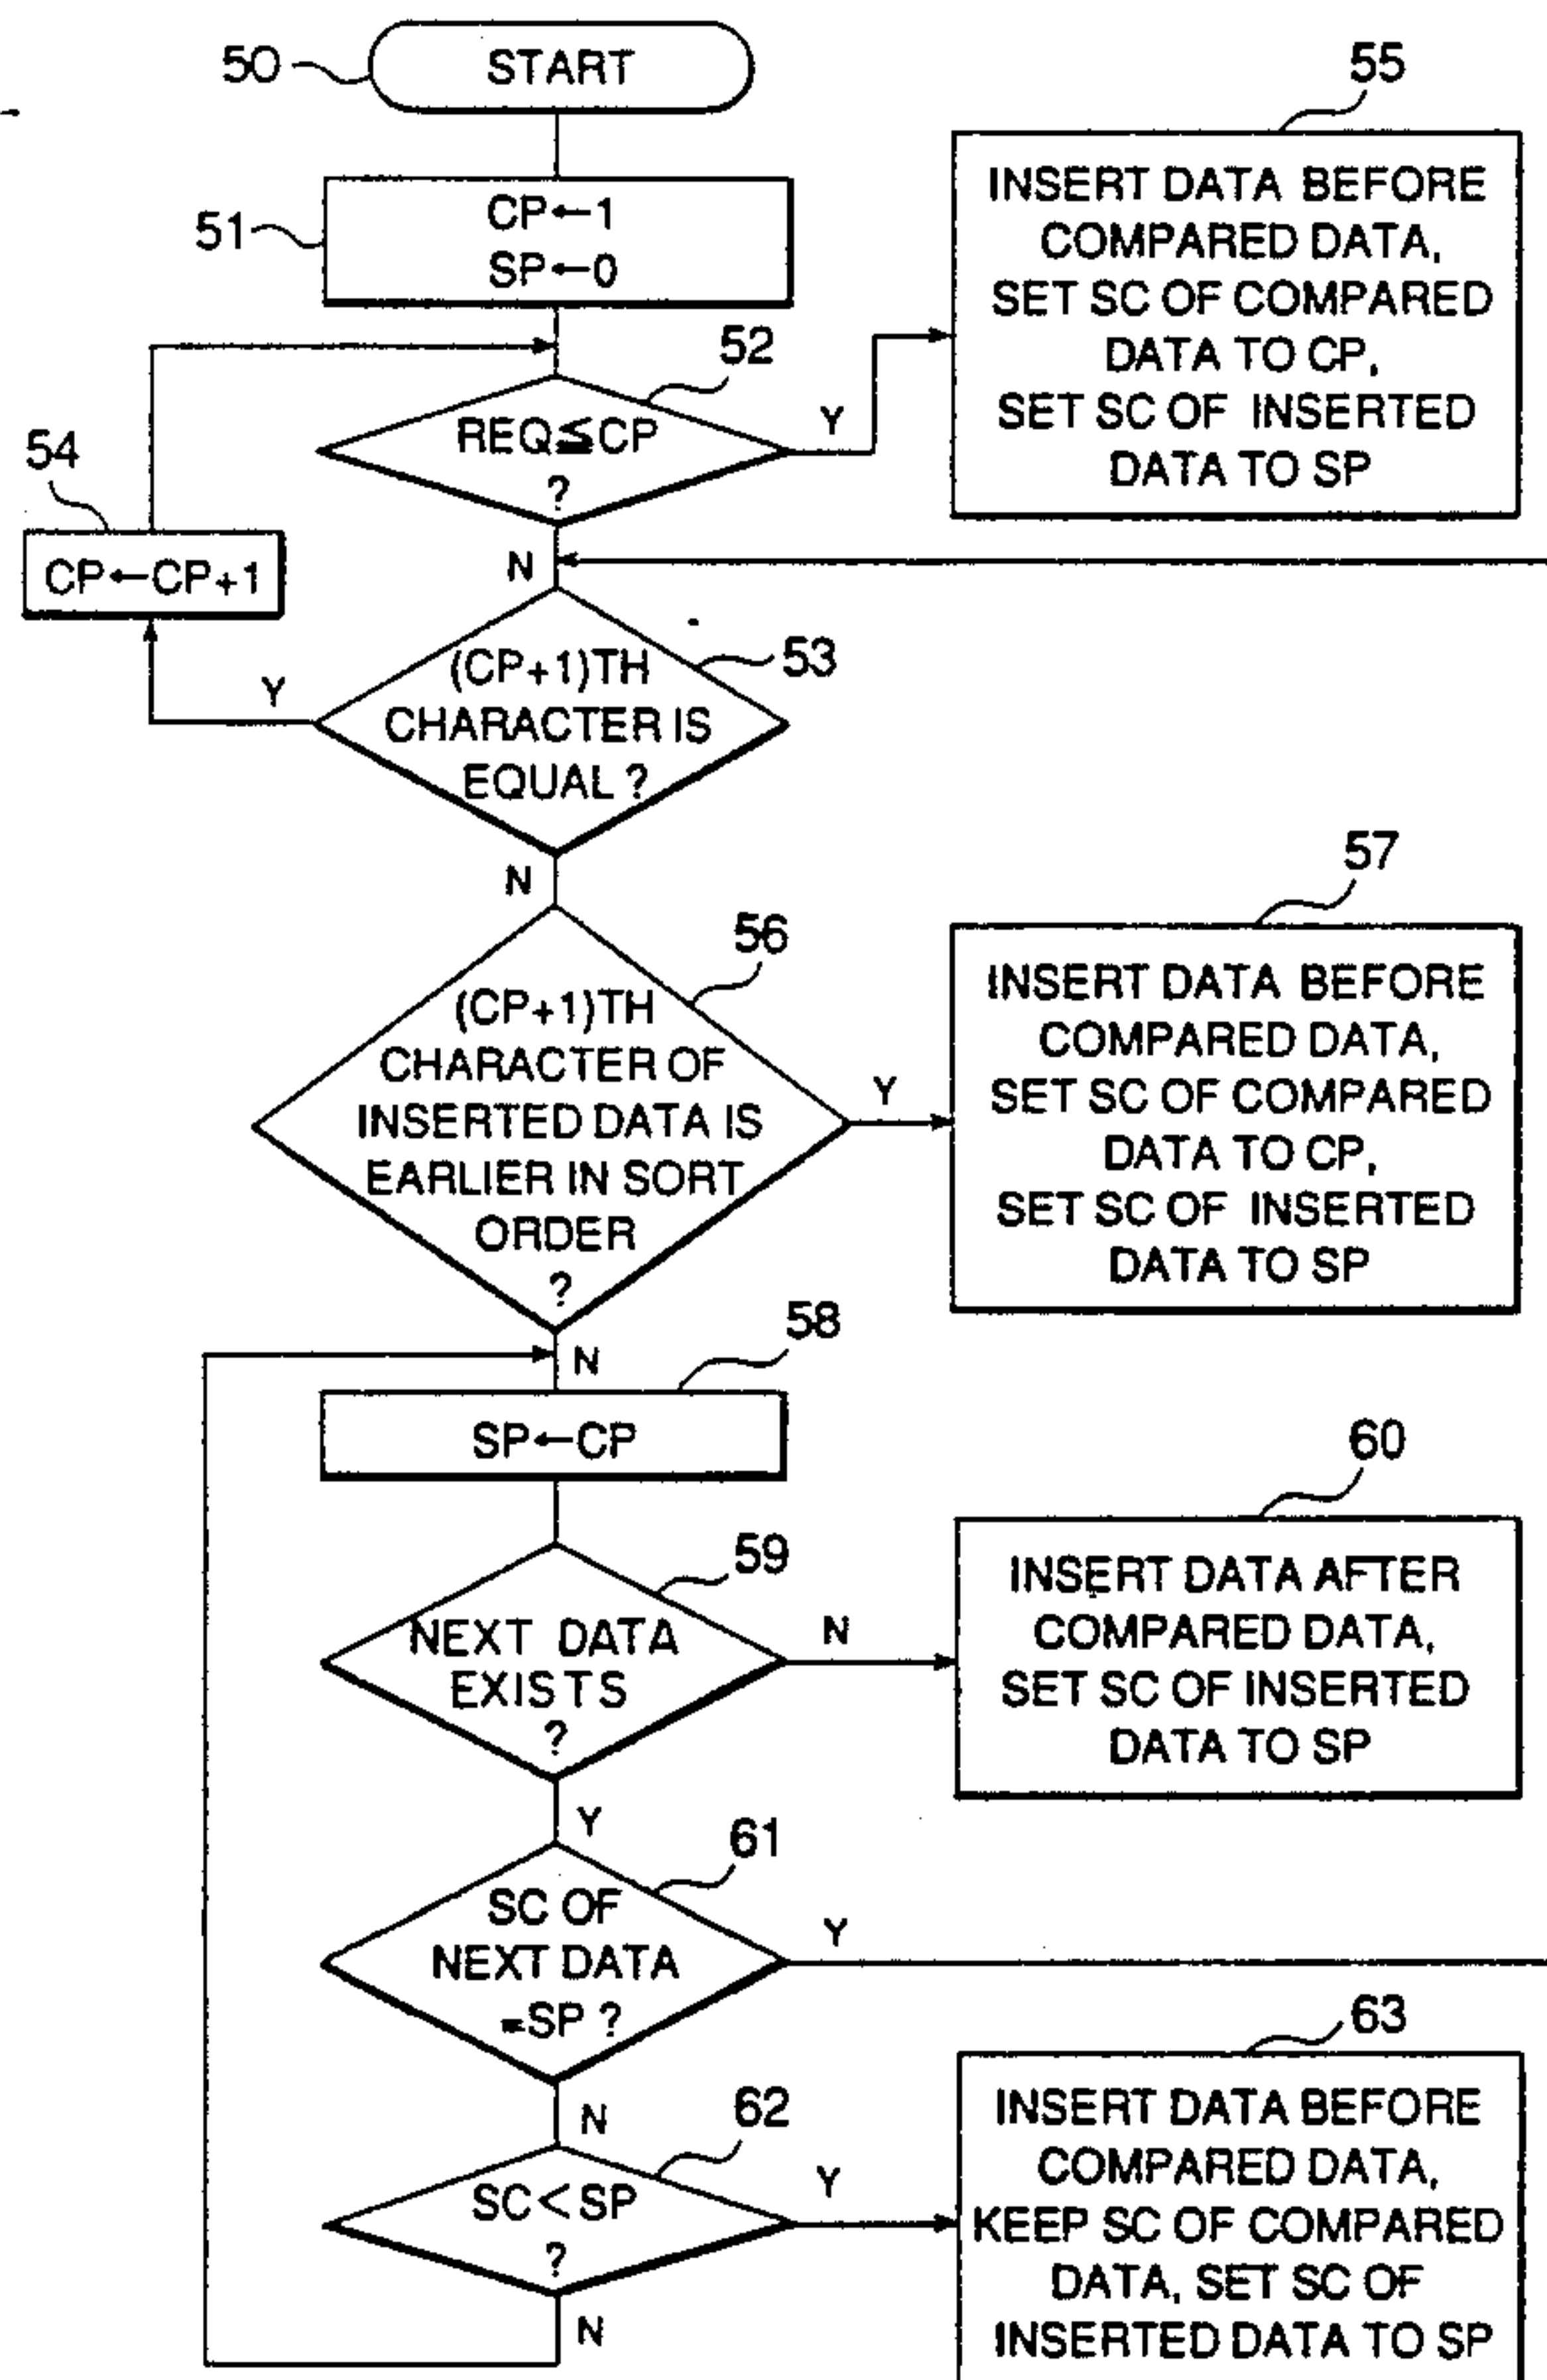 50
START
51
CP←1
SP←0
52
REQ≦CP
?
Y
N
55
INSERT DATA BEFORE
COMPARED DATA,
SET SC OF COMPARED
DATA TO CP,
SET SC OF INSERTED
DATA TO SP
54
CP←CP+1
53
(CP+1)TH
CHARACTER IS
EQUAL ?
Y
N
56
(CP+1)TH
CHARACTER OF
INSERTED DATA IS
EARLIER IN SORT
ORDER
?
Y
N
57
INSERT DATA BEFORE
COMPARED DATA,
SET SC OF COMPARED
DATA TO CP,
SET SC OF INSERTED
DATA TO SP
58
SP←CP
59
NEXT DATA
EXISTS
?
N
Y
60
INSERT DATA AFTER
COMPARED DATA,
SET SC OF INSERTED
DATA TO SP
61
SC OF
NEXT DATA
=SP ?
Y
N
62
SC<SP
?
Y
N
63
INSERT DATA BEFORE
COMPARED DATA,
KEEP SC OF COMPARED
DATA, SET SC OF
INSERTED DATA TO SP